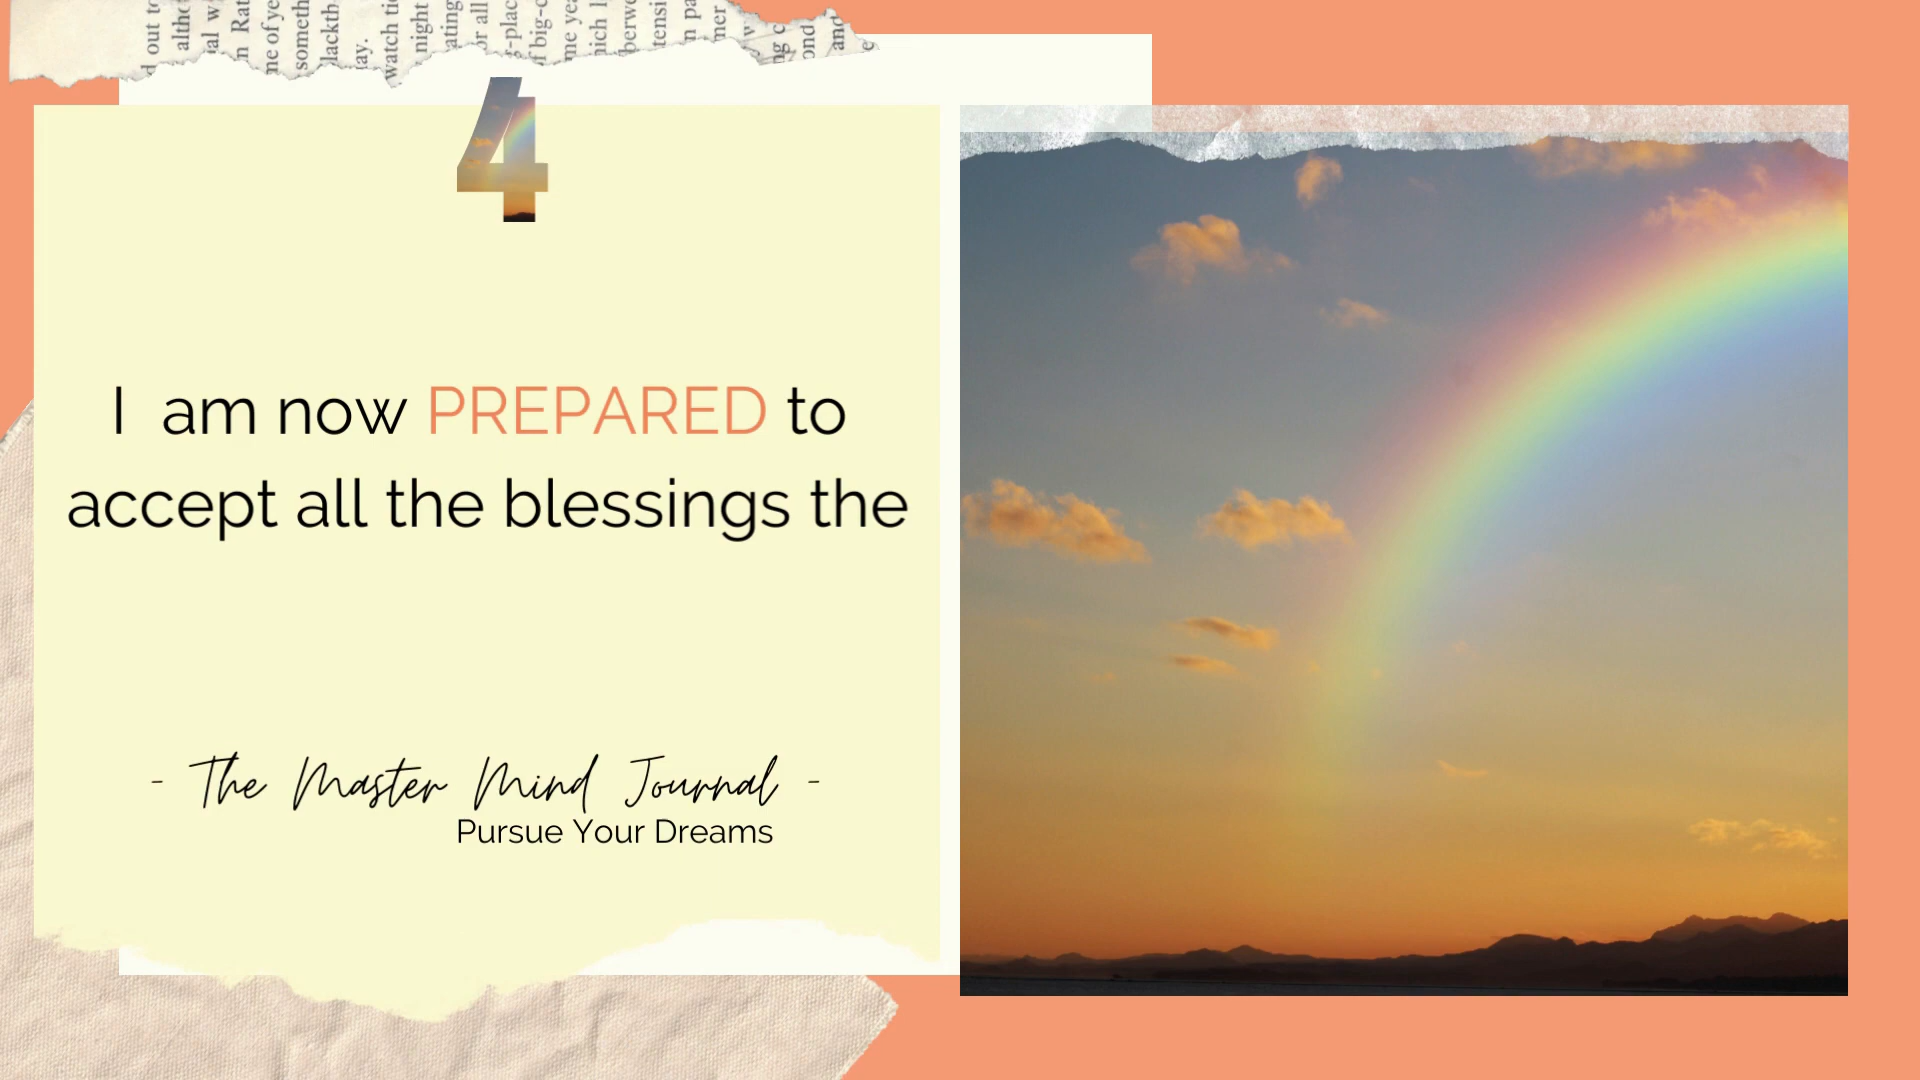 4
I am now PREPARED to
accept all the blessings the
- The Master Mind Journal -
Pursue Your Dreams